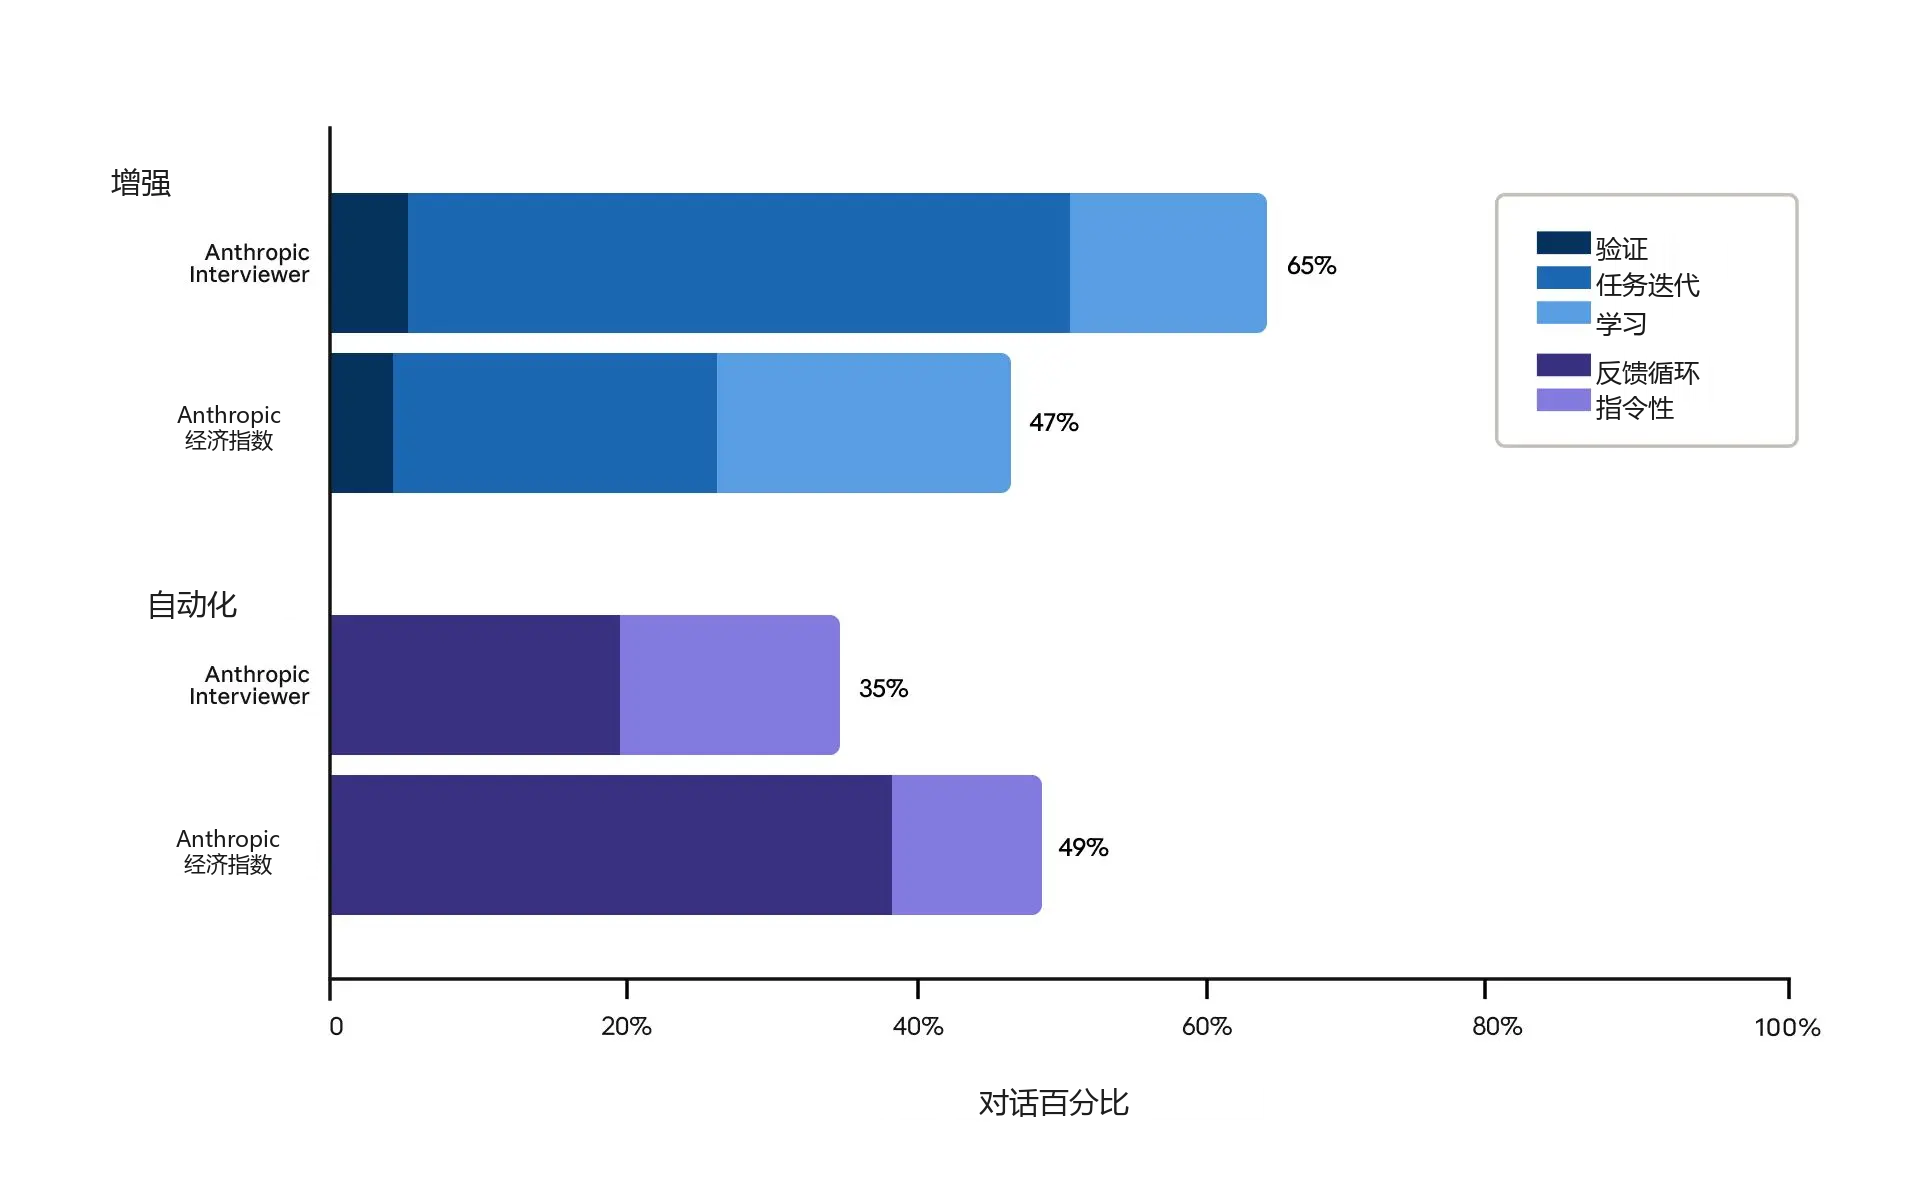 增强
Anthropic
Interviewer
65%
Anthropic
经济指数
47%
验证
任务迭代
学习
反馈循环
指令性
自动化
Anthropic
Interviewer
35%
Anthropic
经济指数
49%
0
20%
40%
60%
80%
100%
对话百分比